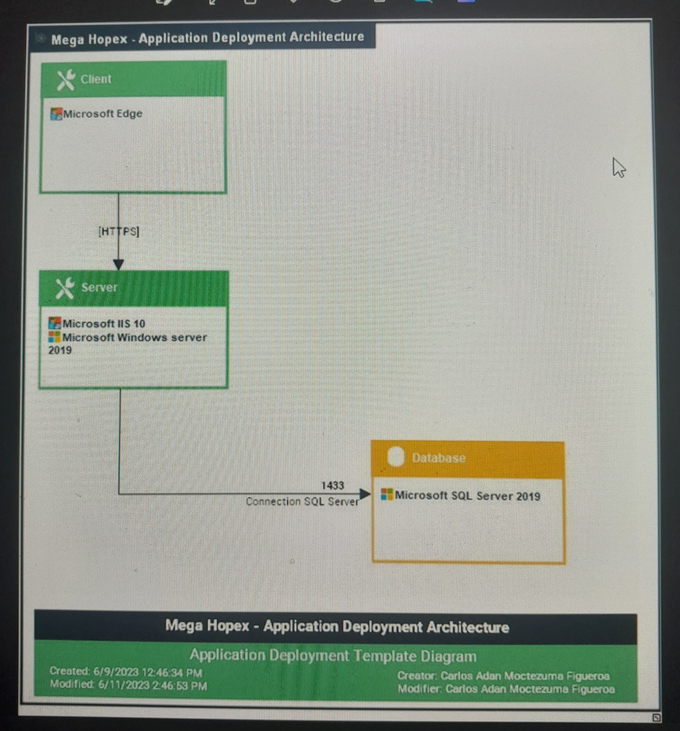 Mega Hopex - Application Deployment Architecture
Client
Microsoft Edge
[HTTPS]
Server
Microsoft IIS 10
Microsoft Windows server
2019
Database
1433
Connection SQL Server
Microsoft SQL Server 2019
Mega Hopex - Application Deployment Architecture
Application Deployment Template Diagram
Created: 6/9/2023 12:46:34 PM
Modified: 6/11/2023 2:46:53 PM
Creator: Carlos Adan Moctezuma Figueroa
Modifier: Carlos Adan Moctezuma Figueroa